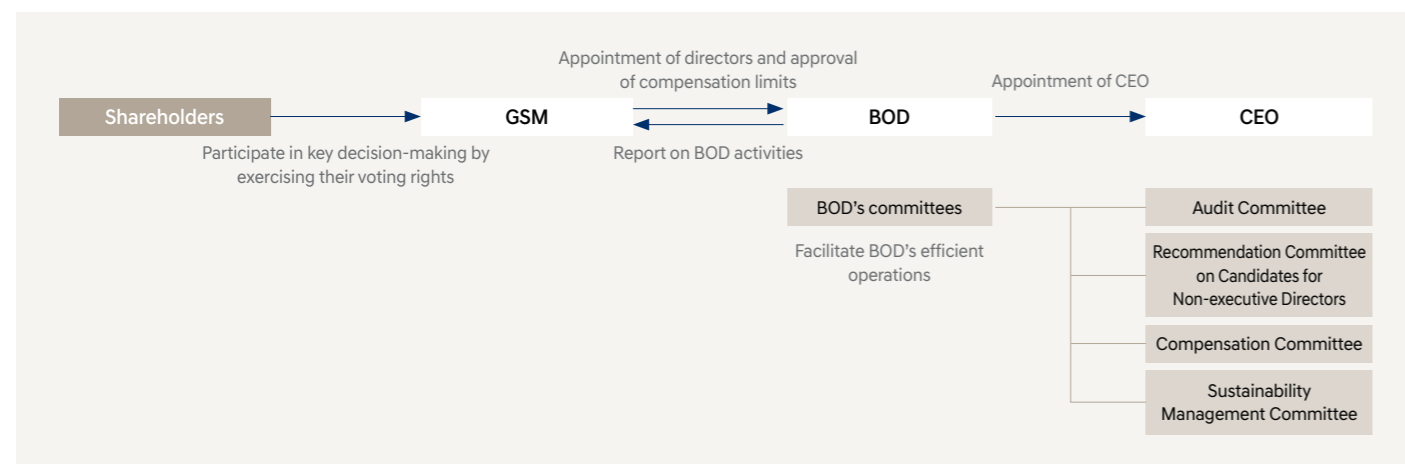 Appointment of directors and approval
of compensation limits
Appointment of CEO
Shareholders
GSM
BOD
CEO
Participate in key decision-making by
exercising their voting rights
Report on BOD activities
BOD's committees
Facilitate BOD's efficient
operations
Audit Committee
Recommendation Committee
on Candidates for
Non-executive Directors
Compensation Committee
Sustainability
Management Committee